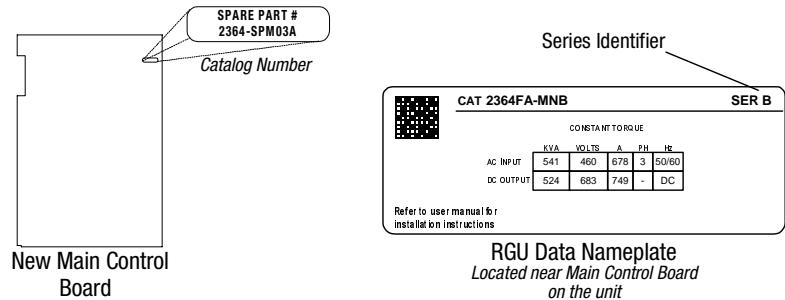 SPARE PART #
2364-SPM03A
Catalog Number
New Main Control
Board
Series Identifier
CAT 2364FA-MNB SER B
CONSTANT TORQUE
KVA VOLTS A PH Hz
AC INPUT 541 460 678 3 50/60
DC OUTPUT 524 683 749 - DC
Refer to user manual for
installation instructions
RGU Data Nameplate
Located near Main Control Board
on the unit